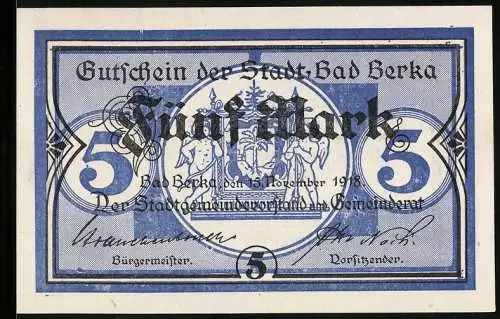 Gutschein der Stadt Bad Berka
Fünf Mark
5 5
Bad Berka, den 15. November 1918.
Der Stadtgemeindevorstand und Gemeinderat
Bürgermeister. Vorsitzender.
5